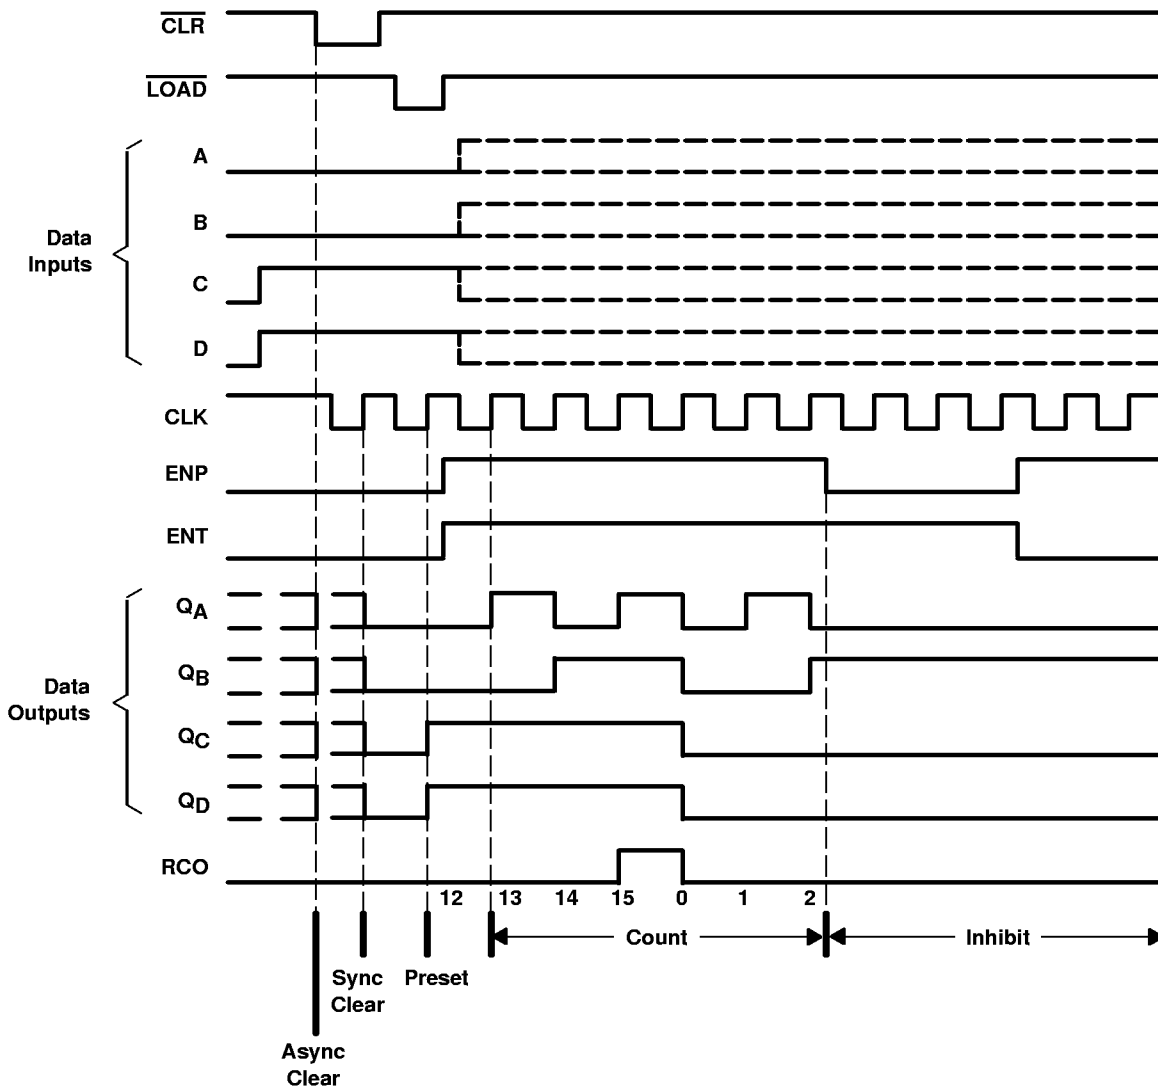 CLR
LOAD
A
B
Data
Inputs
C
D
CLK
ENP
ENT
QA
QB
Data
Outputs
QC
QD
RCO
12 13 14 15 0 1 2
Count Inhibit
Sync
Clear
Preset
Async
Clear